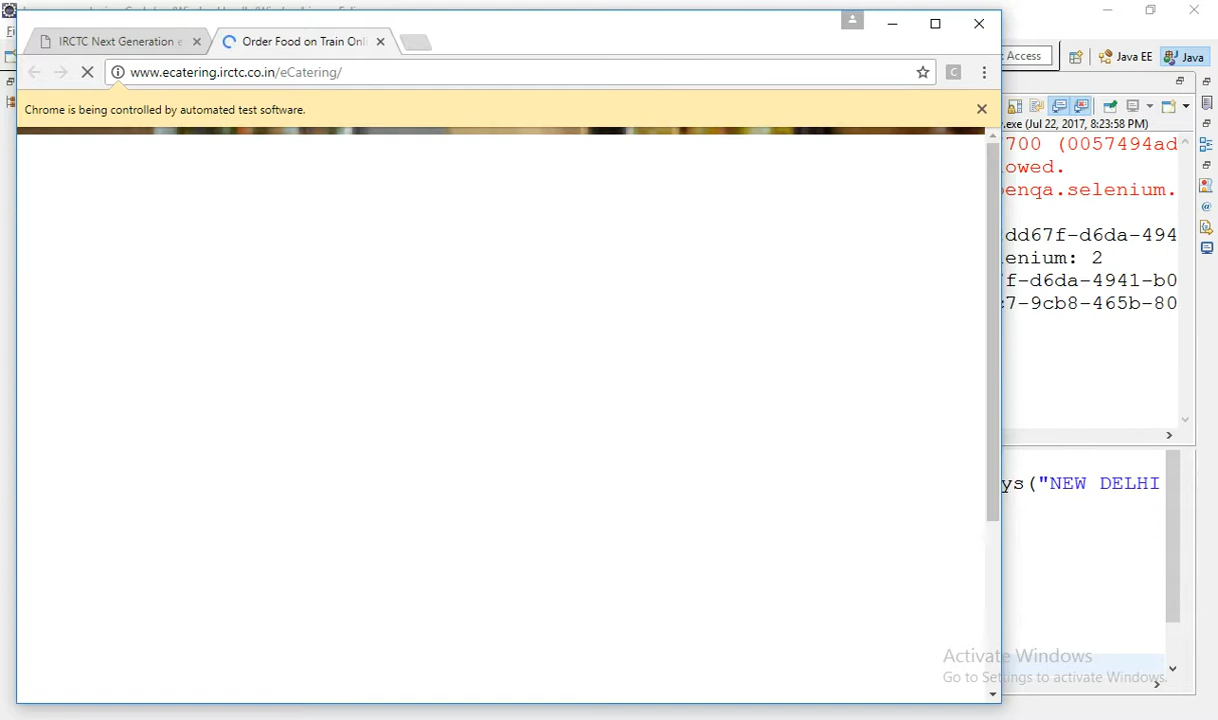 IRCTC Next Generation e
Order Food on Train Onl
www.ecatering.irctc.co.in/eCatering/
Chrome is being controlled by automated test software.
C
Access
Java EE
Java
.exe (Jul 22, 2017, 8:23:58 PM)
700 (0057494ad
owed.
enqa.selenium.
dd67f-d6da-494
enium: 2
f-d6da-4941-b0
7-9cb8-465b-80
ys("NEW DELHI
Activate Windows
Go to Settings to activate Windows.